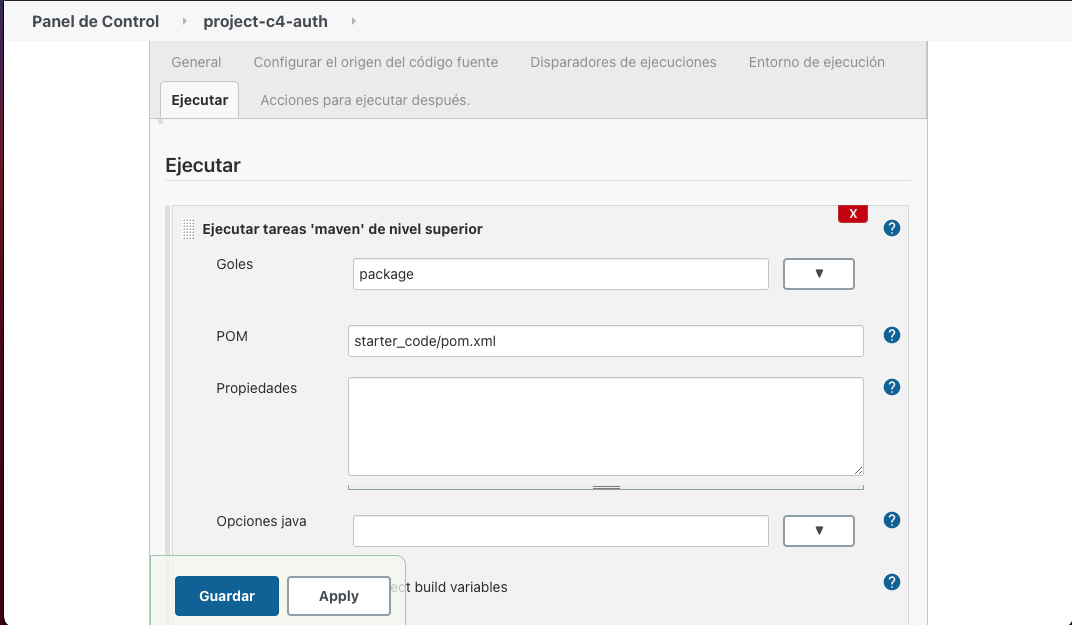 Panel de Control project-c4-auth
General Configurar el origen del código fuente Disparadores de ejecuciones Entorno de ejecución
Ejecutar Acciones para ejecutar después.
Ejecutar
X
Ejecutar tareas 'maven' de nivel superior ?
Goles package ▼
POM starter_code/pom.xml ?
Propiedades ?
Opciones java ▼ ?
build variables ?
Guardar Apply